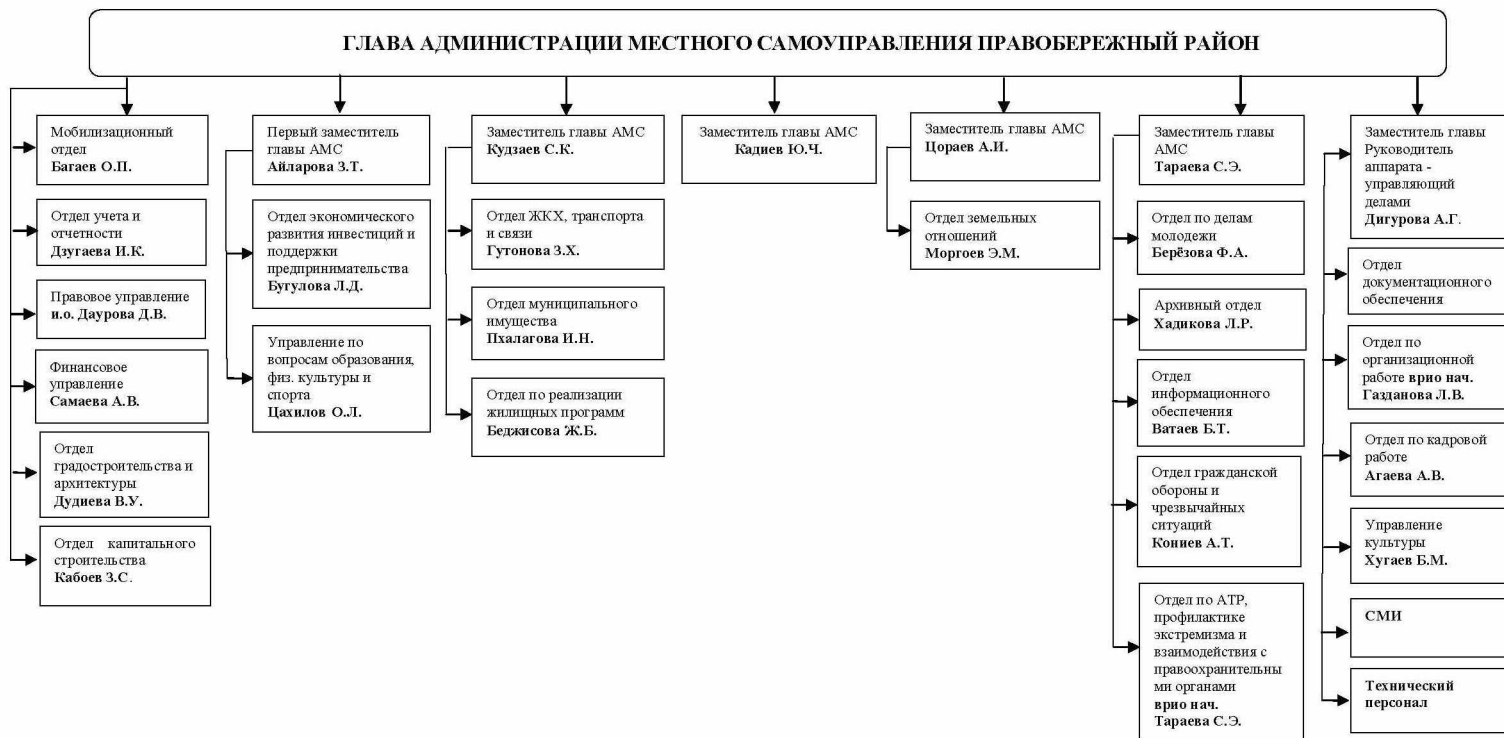 ГЛАВА АДМИНИСТРАЦИИ МЕСТНОГО САМОУПРАВЛЕНИЯ ПРАВОБЕРЕЖНЫЙ РАЙОН
Мобилизационный
отдел
Багаев О.П.
Отдел учета и
отчетности
Дзугаева И.К.
Правовое управление
и.о. Даурова Д.В.
Финансовое
управление
Самаева А.В.
Отдел
градостроительства и
архитектуры
Дудиева В.У.
Отдел капитального
строительства
Кабоев З.С.
Первый заместитель
главы АМС
Айларова З.Т.
Отдел экономического
развития инвестиций и
поддержки
предпринимательства
Бугулова Л.Д.
Управление по
вопросам образования,
физ. культуры и
спорта
Цахилов О.Л.
Заместитель главы АМС
Кудзаев С.К.
Отдел ЖКХ, транспорта
и связи
Гутонова З.Х.
Отдел муниципального
имущества
Пхалагова И.Н.
Отдел по реализации
жилищных программ
Беджисова Ж.Б.
Заместитель главы АМС
Кадиев Ю.Ч.
Заместитель главы АМС
Цораев А.И.
Отдел земельных
отношений
Моргоев Э.М.
Заместитель главы
АМС
Тараева С.Э.
Отдел по делам
молодежи
Берёзова Ф.А.
Архивный отдел
Хадикова Л.Р.
Отдел
информационного
обеспечения
Ватаев Б.Т.
Отдел гражданской
обороны и
чрезвычайных
ситуаций
Кониев А.Т.
Отдел по АТР,
профилактике
экстремизма и
взаимодействия с
правоохранительны
ми органами
врио нач.
Тараева С.Э.
Заместитель главы
Руководитель
аппарата -
управляющий
делами
Дигурова А.Г.
Отдел
документационного
обеспечения
Отдел по
организационной
работе врио нач.
Газданова Л.В.
Отдел по кадровой
работе
Агаева А.В.
Управление
культуры
Хугаев Б.М.
СМИ
Технический
персонал